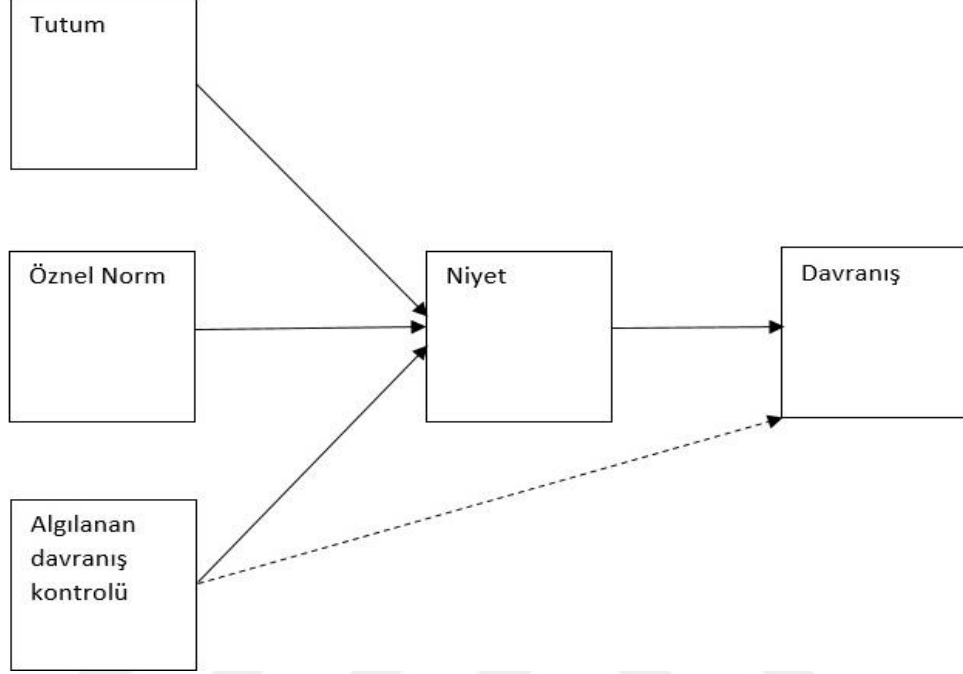 Tutum
Öznel Norm
Niyet
Davranış
Algılanan
davranış
kontrolü